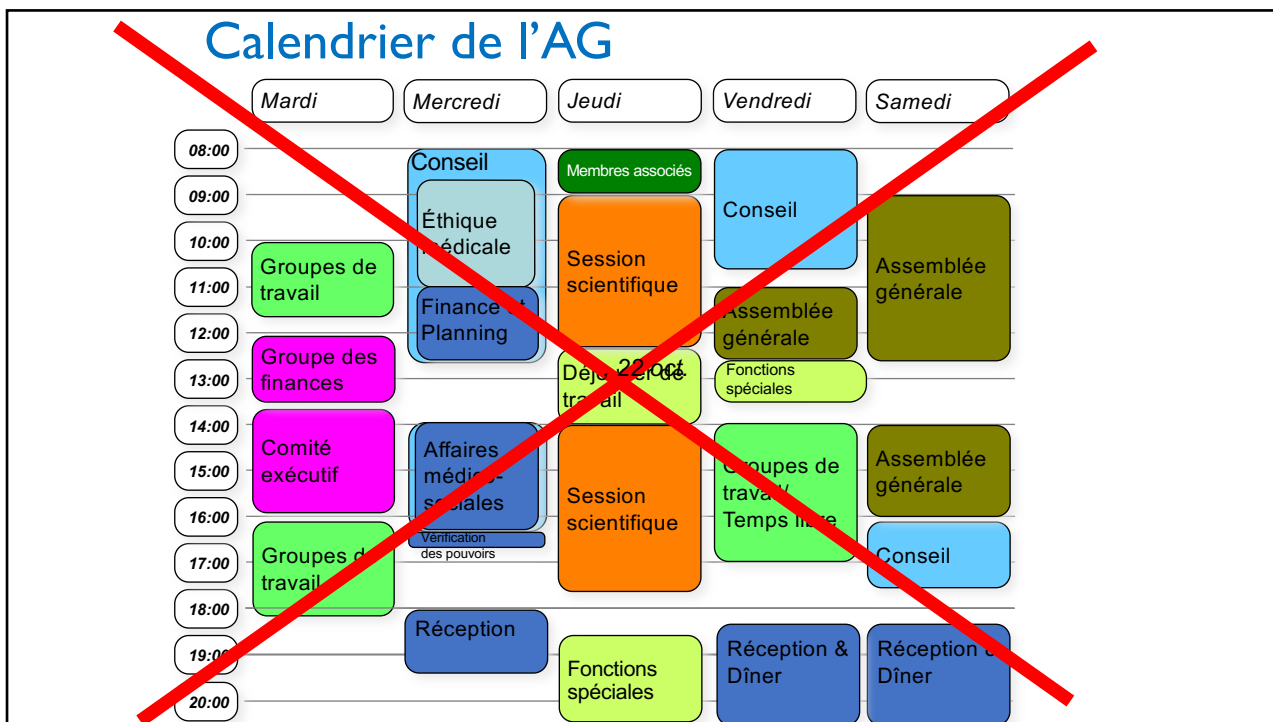 Calendrier de l'AG
Mardi
Mercredi
Jeudi
Vendredi
Samedi
08:00
09:00
10:00
11:00
12:00
13:00
14:00
15:00
16:00
17:00
18:00
19:00
20:00
Groupes de
travail
Groupe des
finances
Comité
exécutif
Groupes de
travail
Conseil
Éthique
médicale
Finance et
Planning
Affaires
médico-
sociales
Vérification
des pouvoirs
Réception
Membres associés
Session
scientifique
22 oct.
Déjeuner de
travail
Session
scientifique
Fonctions
spéciales
Conseil
Assemblée
générale
Fonctions
spéciales
Groupes de
travail/
Temps libre
Réception &
Dîner
Assemblée
générale
Assemblée
générale
Conseil
Réception &
Dîner